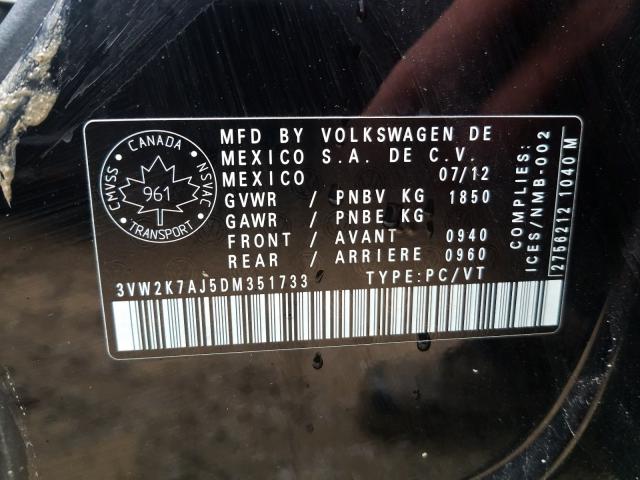 CANADA
CMVSS
NSVAC
961
TRANSPORT
MFD BY VOLKSWAGEN DE
MEXICO S.A. DE C.V.
MEXICO 07/12
GVWR / PNBV KG 1850
GAWR / PNBE KG
FRONT / AVANT 0940
REAR / ARRIERE 0960
3VW2K7AJ5DM351733 TYPE:PC/VT
COMPLIES:
ICES/NMB-002
2756212 1040 M